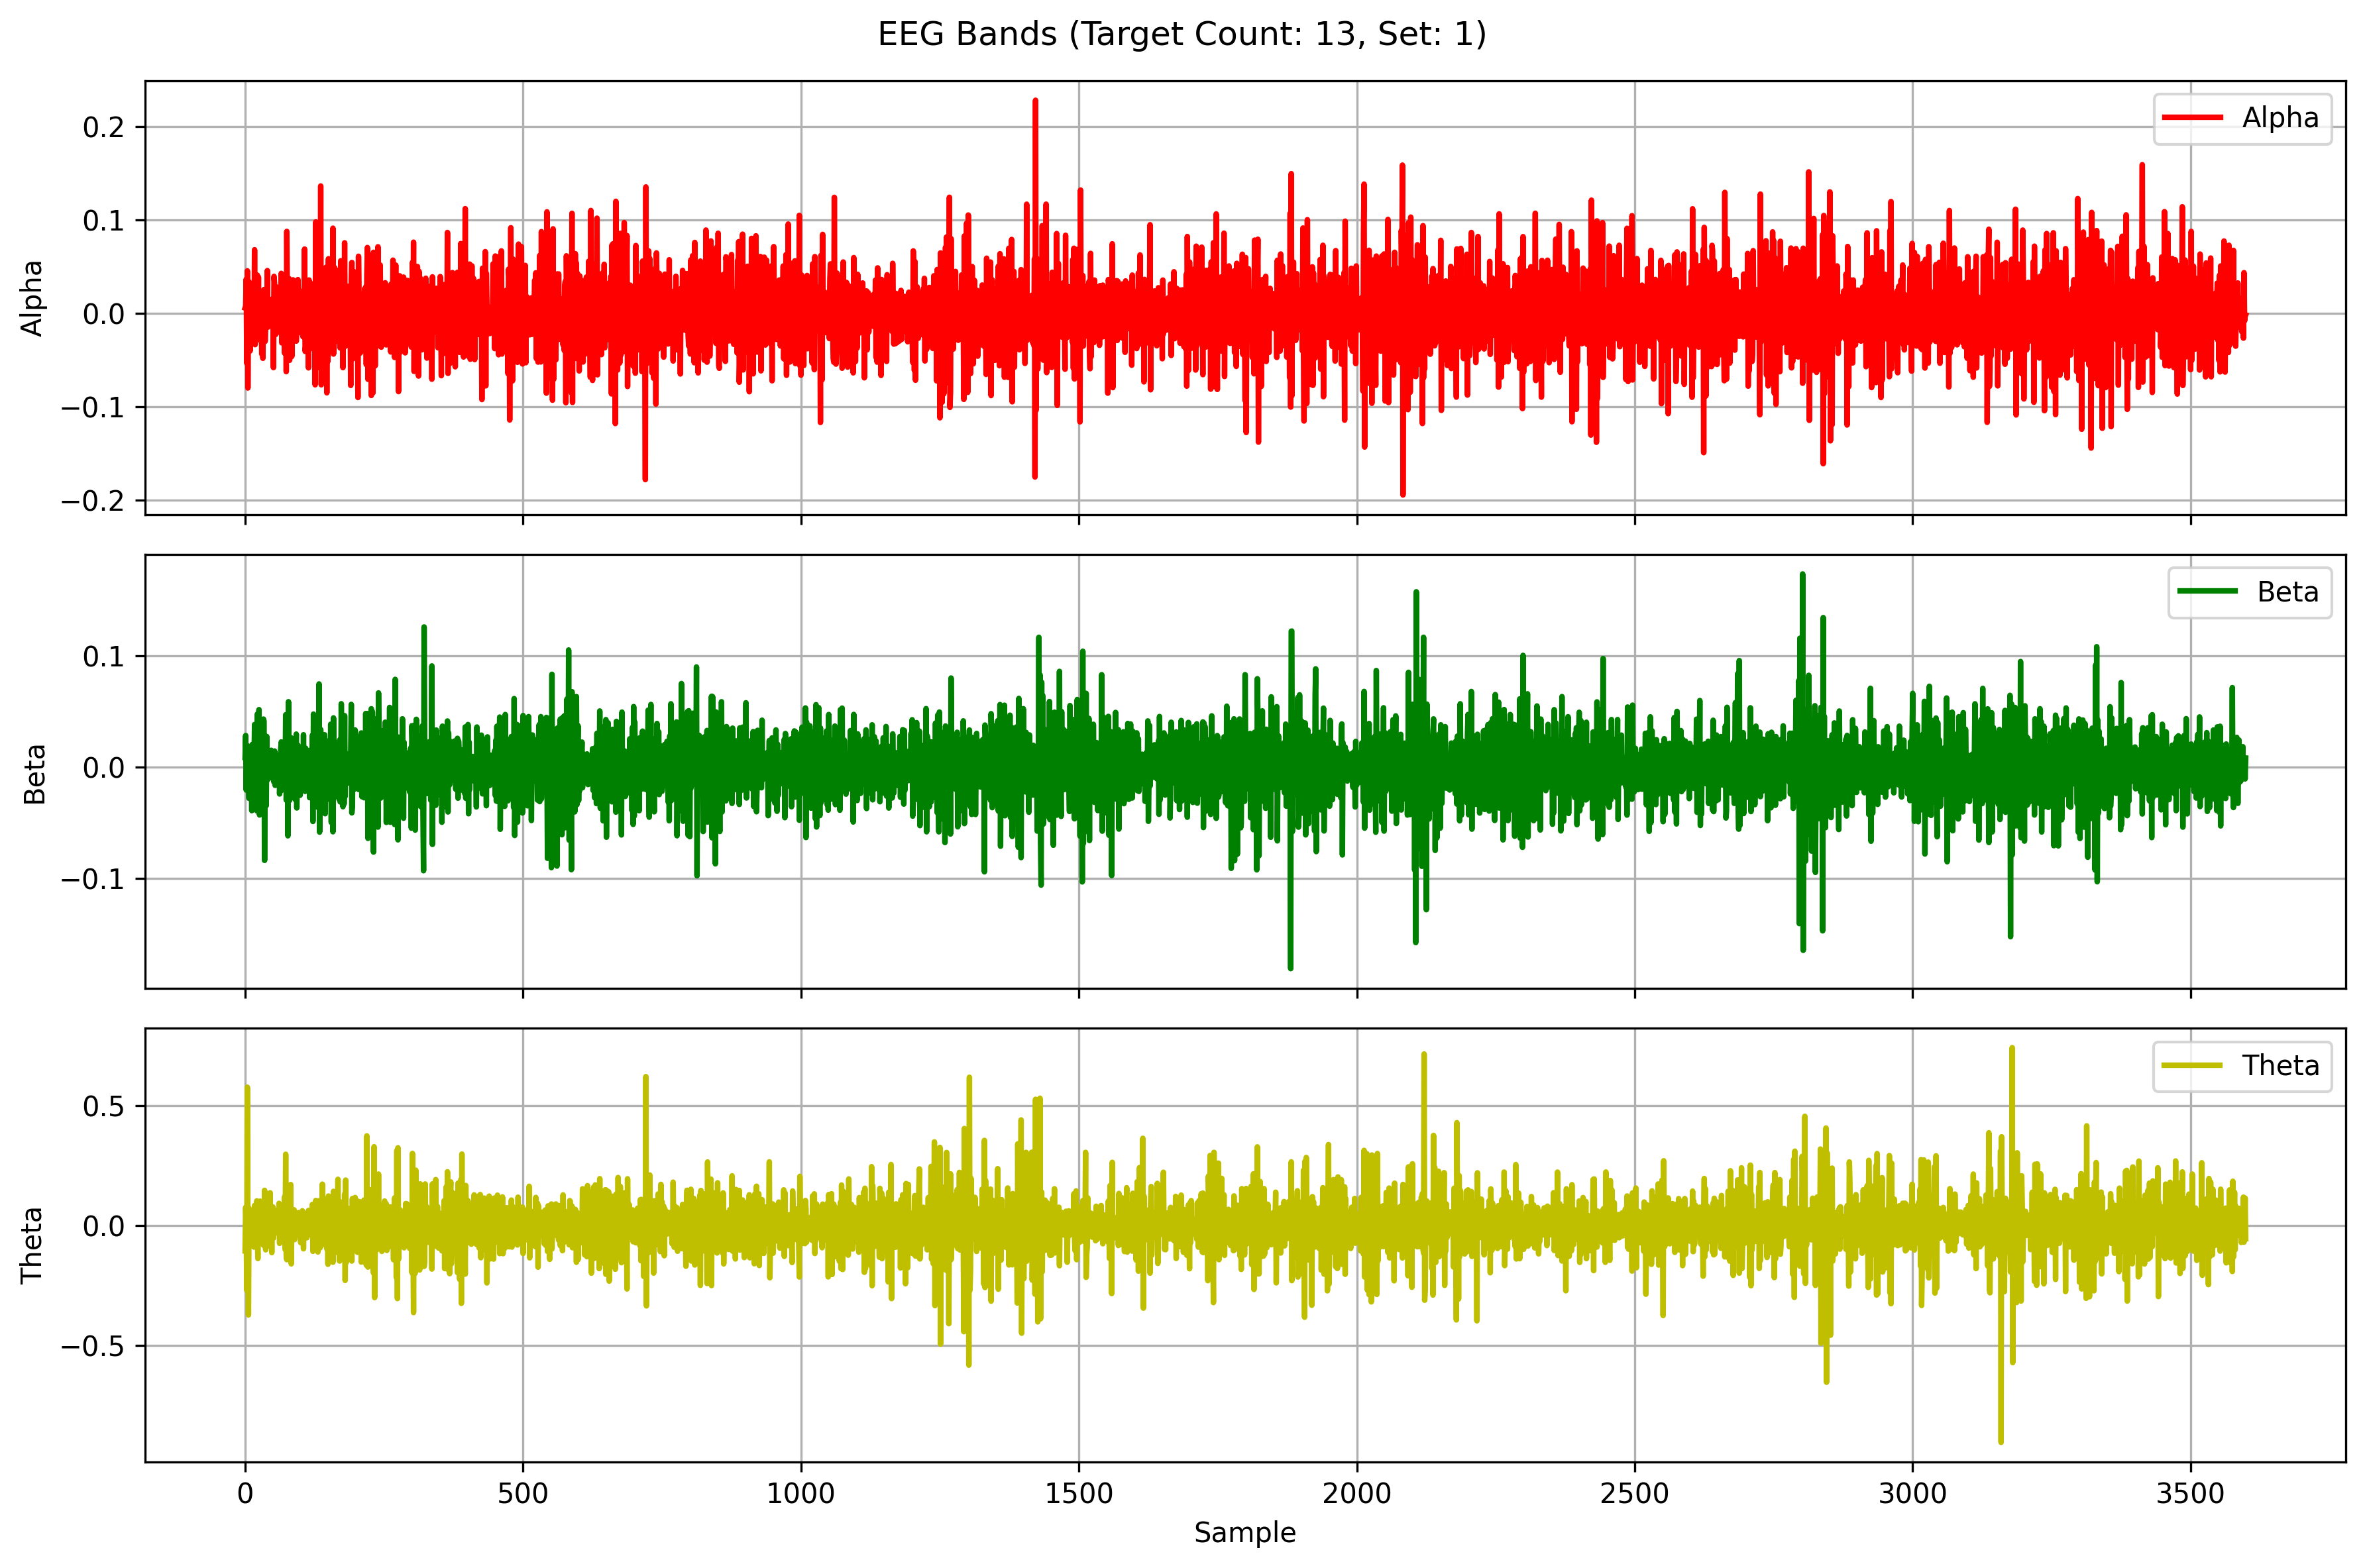 EEG Bands (Target Count: 13, Set: 1)
Alpha
0.2
0.1
0.0
−0.1
−0.2
Alpha
Beta
0.1
0.0
−0.1
Beta
Theta
0.5
0.0
−0.5
Theta
0 500 1000 1500 2000 2500 3000 3500
Sample